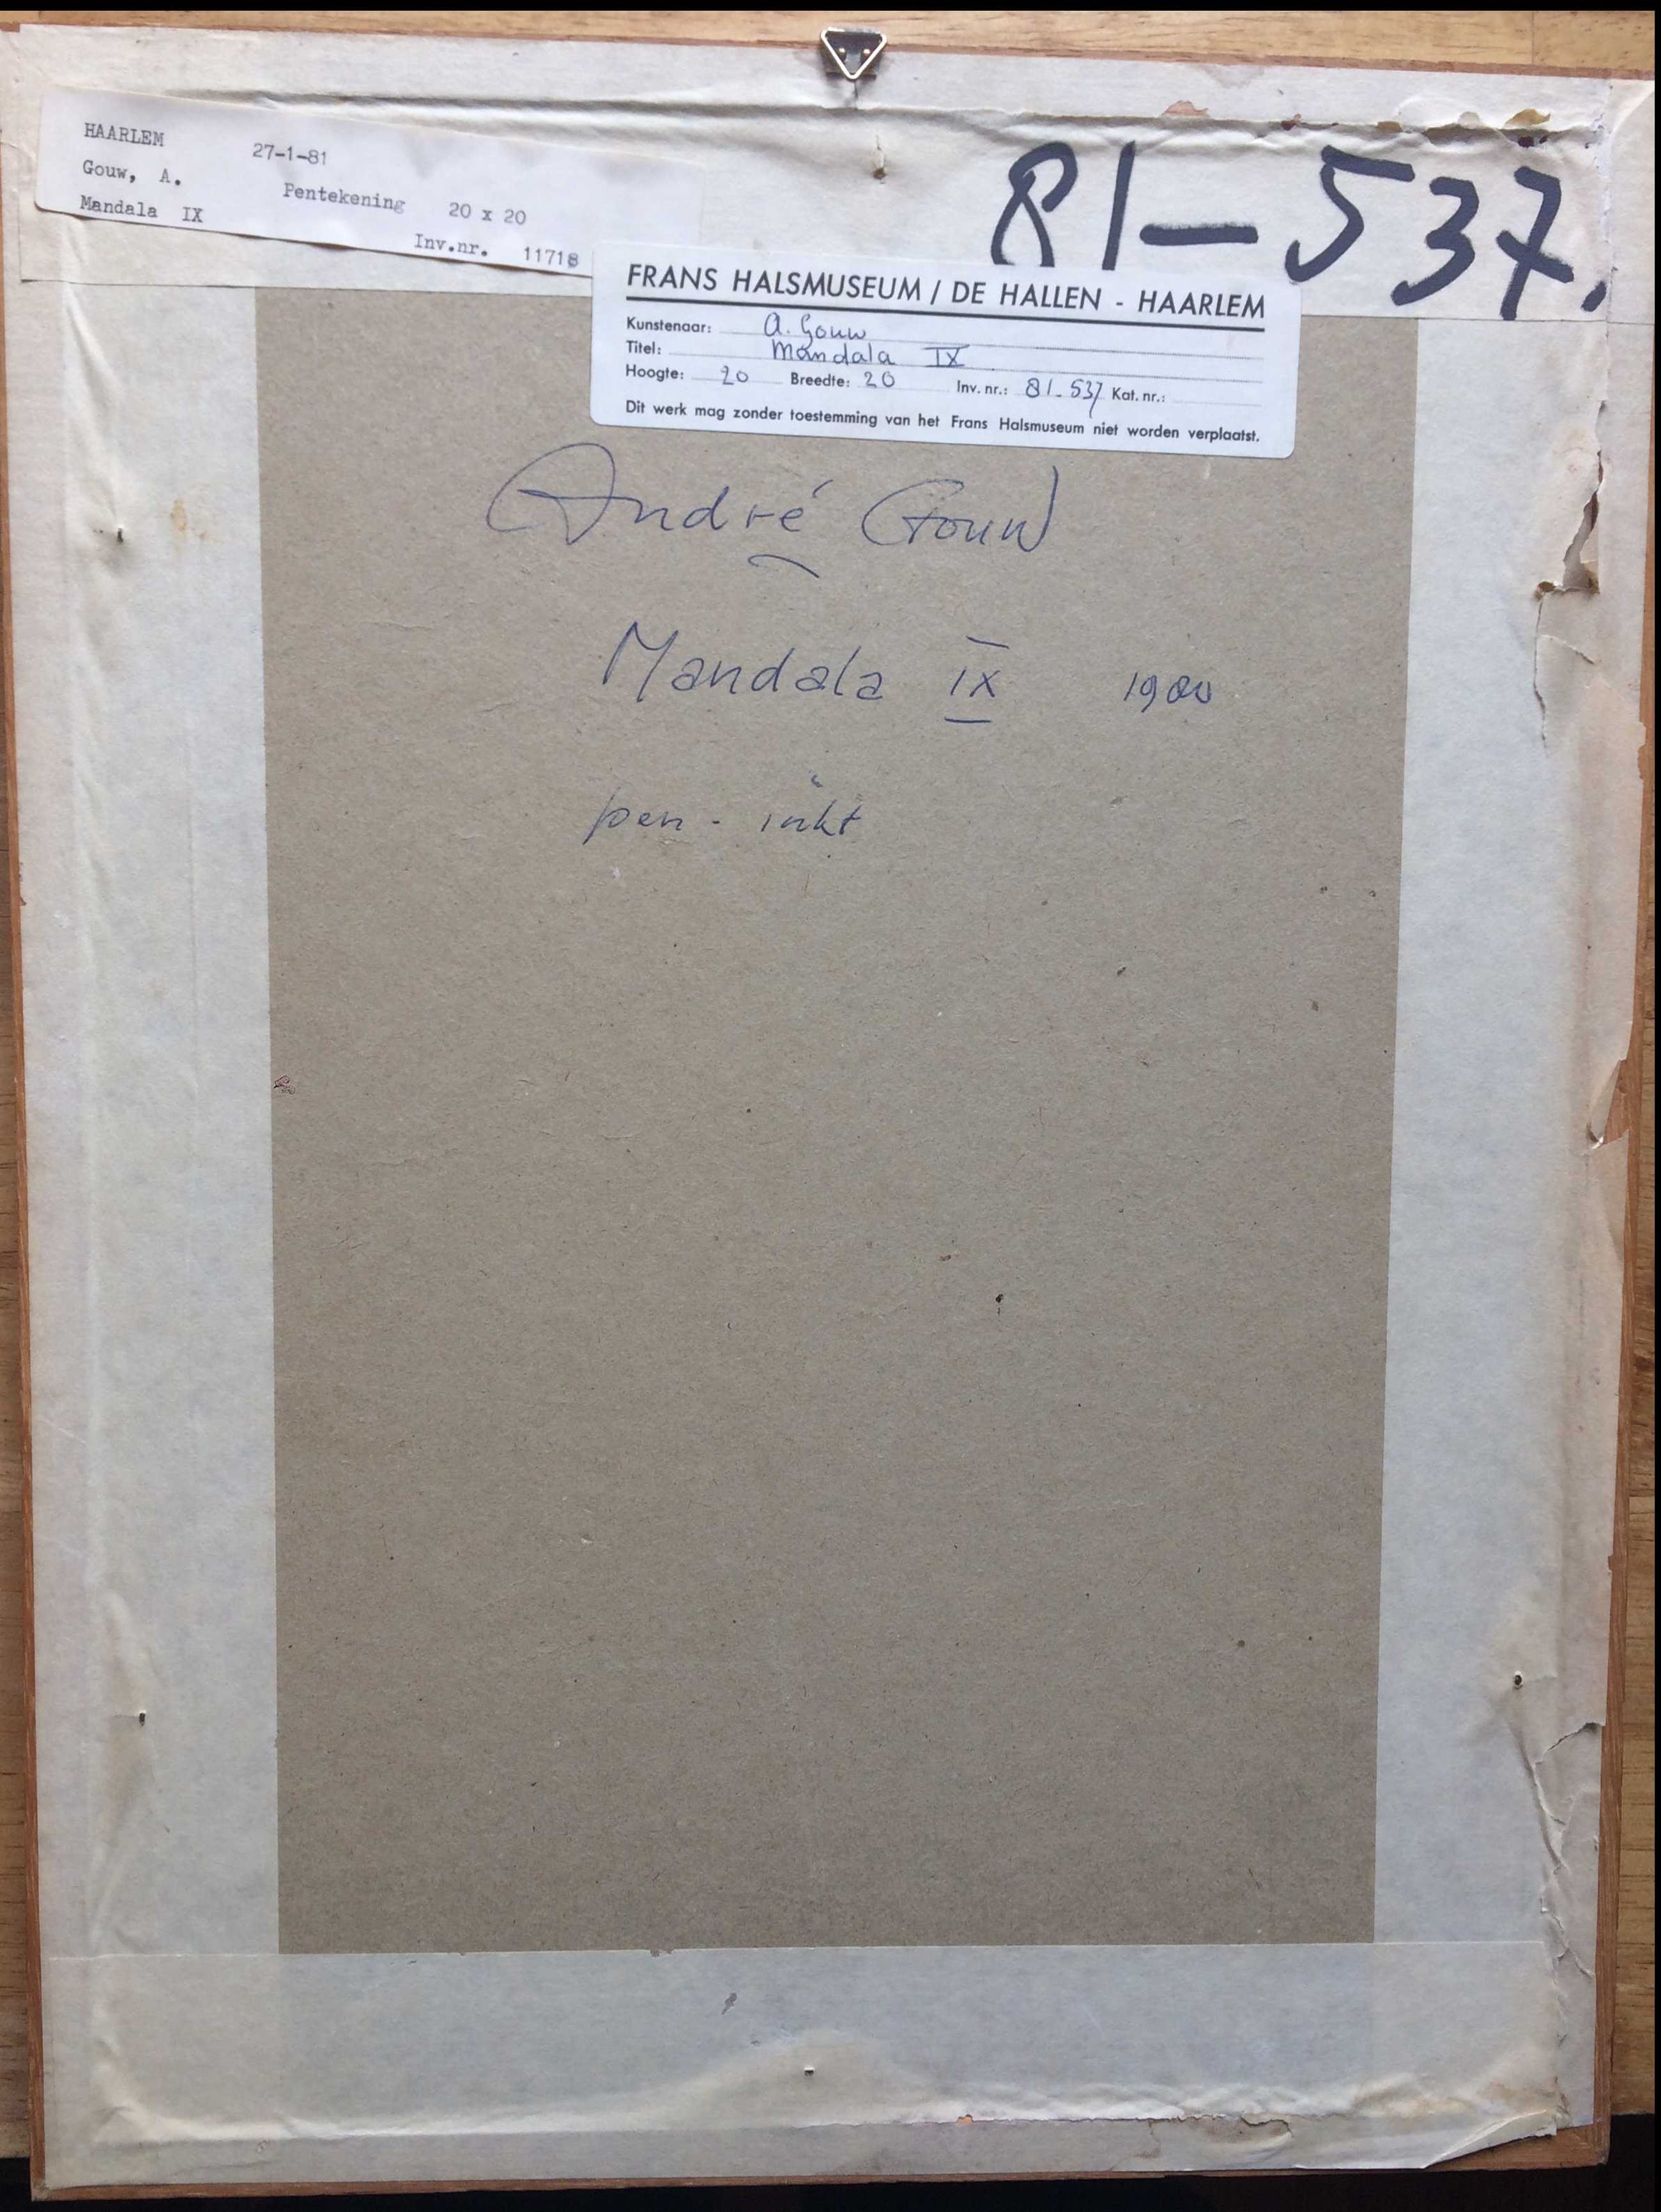 HAARLEM 27-1-81
Gouw, A. Pentekening 20 x 20
Mandala IX Inv.nr. 11718
81-537.
FRANS HALSMUSEUM / DE HALLEN - HAARLEM
Kunstenaar: A. Gouw
Titel: Mandala IX
Hoogte: 20 Breedte: 20 Inv. nr.: 81-537 Kat. nr.:
Dit werk mag zonder toestemming van het Frans Halsmuseum niet worden verplaatst.
André Gouw
Mandala IX 1980
pen - inkt